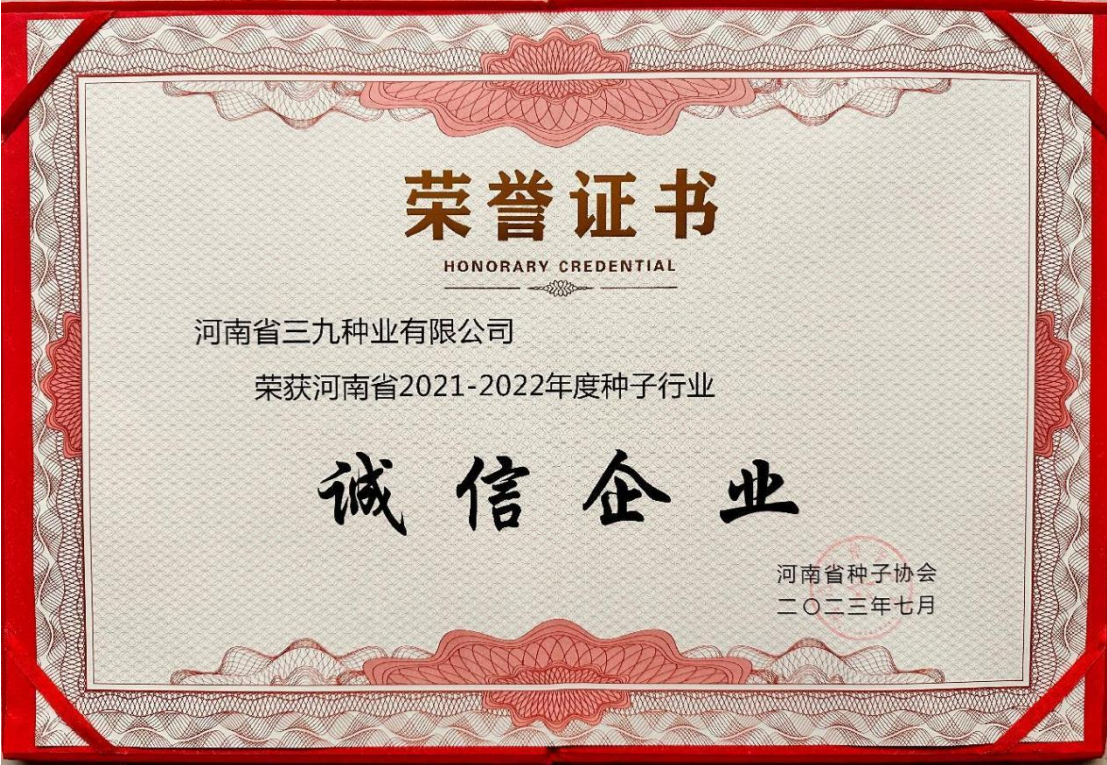 荣誉证书
HONORARY CREDENTIAL
河南省三九种业有限公司
荣获河南省2021-2022年度种子行业
诚信企业
河南省种子协会
二〇二三年七月